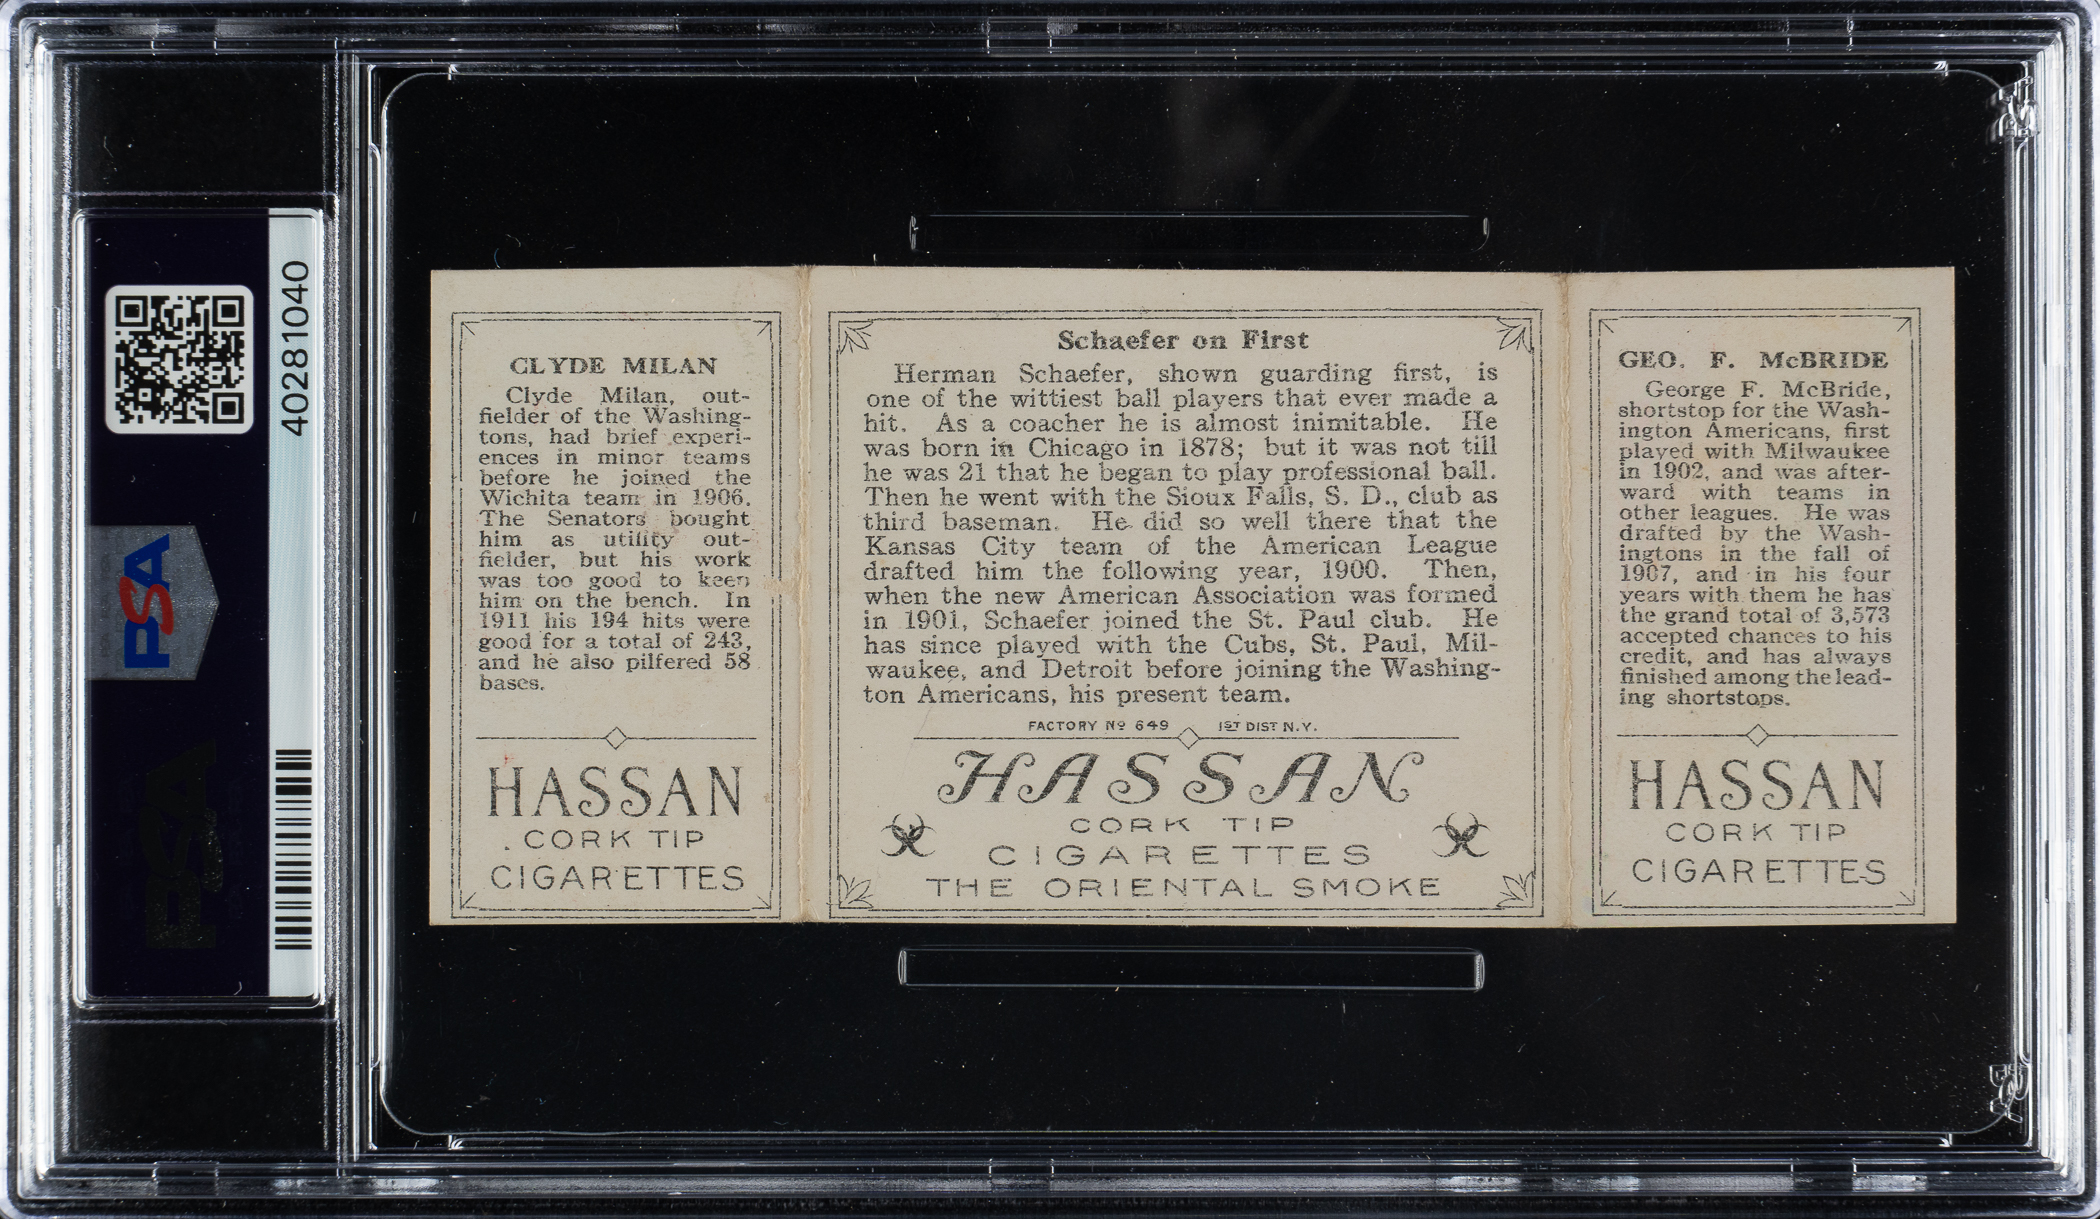 40281040
PSA
CLYDE MILAN
Clyde Milan, out-
fielder of the Washing-
tons, had brief experi-
ences in minor teams
before he joined the
Wichita team in 1906.
The Senators bought
him as utility out-
fielder, but his work
was too good to keep
him on the bench. In
1911 his 194 hits were
good for a total of 243,
and he also pilfered 58
bases.
HASSAN
CORK TIP
CIGARETTES
Schaefer on First
Herman Schaefer, shown guarding first, is
one of the wittiest ball players that ever made a
hit. As a coacher he is almost inimitable. He
was born in Chicago in 1878; but it was not till
he was 21 that he began to play professional ball.
Then he went with the Sioux Falls, S. D., club as
third baseman. He did so well there that the
Kansas City team of the American League
drafted him the following year, 1900. Then,
when the new American Association was formed
in 1901, Schaefer joined the St. Paul club. He
has since played with the Cubs, St. Paul, Mil-
waukee, and Detroit before joining the Washing-
ton Americans, his present team.
FACTORY Nº 649 1ST DIST N.Y.
HASSAN
CORK TIP
CIGARETTES
THE ORIENTAL SMOKE
GEO. F. McBRIDE
George F. McBride,
shortstop for the Wash-
ington Americans, first
played with Milwaukee
in 1902, and was after-
ward with teams in
other leagues. He was
drafted by the Wash-
ingtons in the fall of
1907, and in his four
years with them he has
the grand total of 3,573
accepted chances to his
credit, and has always
finished among the lead-
ing shortstops.
HASSAN
CORK TIP
CIGARETTES